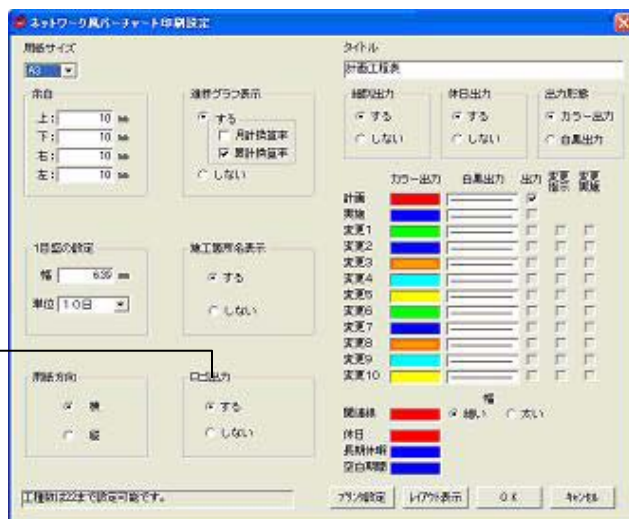 ネットワーク風バーチャート印刷設定
用紙サイズ
A3
余白
上: 10 mm
下: 10 mm
右: 10 mm
左: 10 mm
進捗グラフ表示
する
月計換算率
累計換算率
しない
1目盛の設定
幅 6.39 mm
単位 10日
施工箇所名表示
する
しない
用紙方向
横
縦
ロゴ出力
する
しない
工種数は22まで設定可能です。
タイトル
計画工程表
する
しない
休日出力
する
しない
出力形態
カラー出力
白黒出力
カラー出力 白黒出力 出力 変更指示 変更実施
計画
実施
変更1
変更2
変更3
変更4
変更5
変更6
変更7
変更8
変更9
変更10
幅
関連線 細い 太い
休日
長期休暇
空白期間
プリンタ設定 レイアウト表示 OK キャンセル